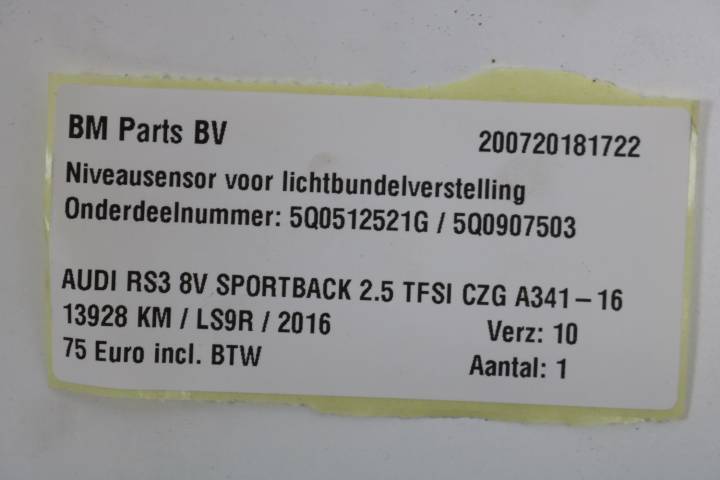 BM Parts BV 200720181722
Niveausensor voor lichtbundelverstelling
Onderdeelnummer: 5Q0512521G / 5Q0907503
AUDI RS3 8V SPORTBACK 2.5 TFSI CZG A341-16
13928 KM / LS9R / 2016 Verz: 10
75 Euro incl. BTW Aantal: 1